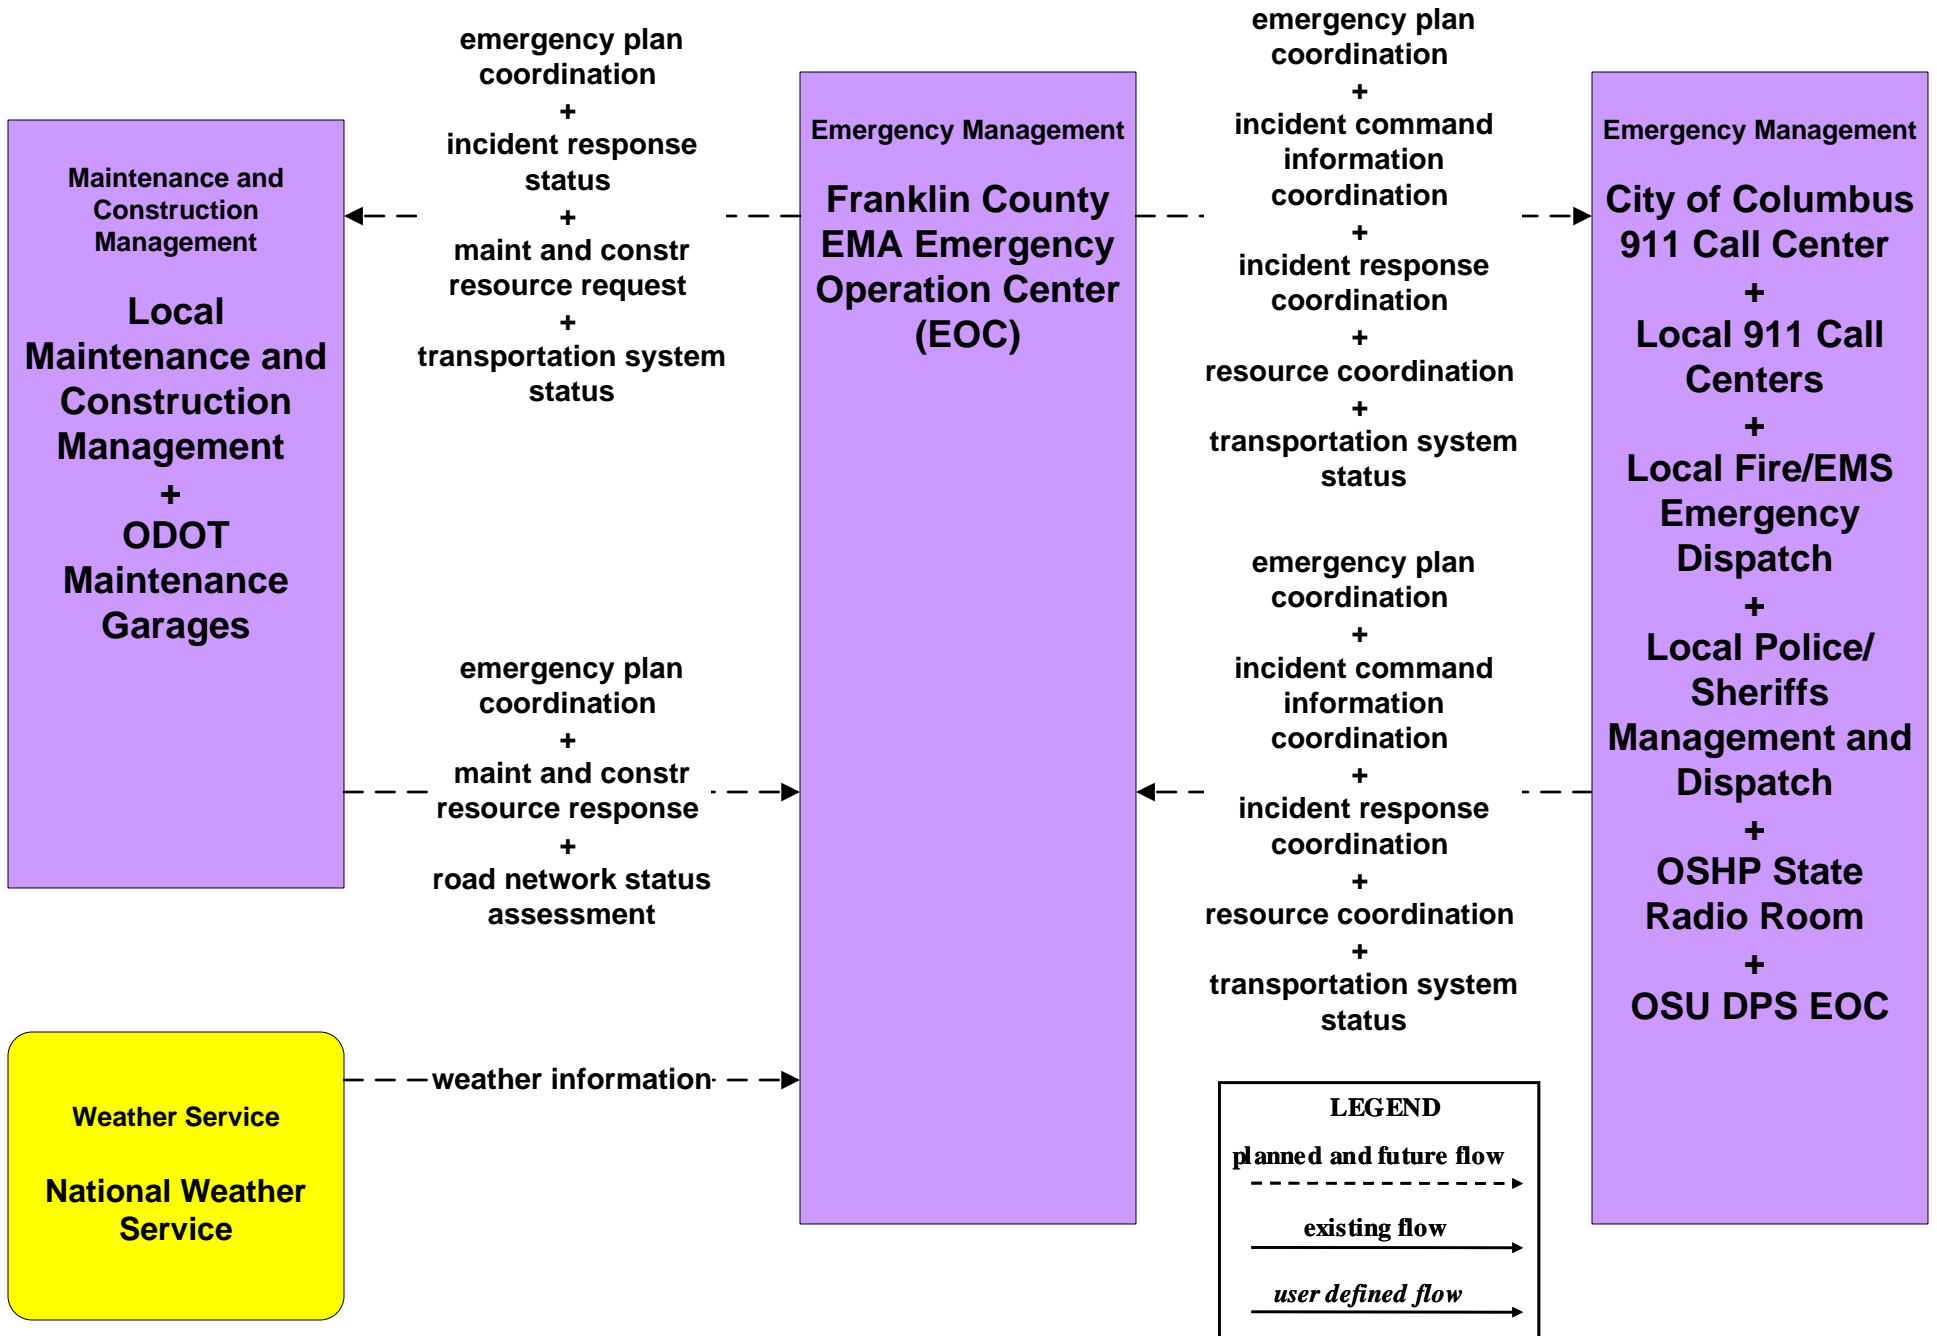 emergency plan
coordination
+
incident response
status
+
maint and constr
resource request
+
transportation system
status
emergency plan
coordination
+
incident command
information
coordination
+
incident response
coordination
+
resource coordination
+
transportation system
status
Maintenance and
Construction
Management
Local
Maintenance and
Construction
Management
+
ODOT
Maintenance
Garages
Emergency Management
Franklin County
EMA Emergency
Operation Center
(EOC)
Emergency Management
City of Columbus
911 Call Center
+
Local 911 Call
Centers
+
Local Fire/EMS
Emergency
Dispatch
+
Local Police/
Sheriffs
Management and
Dispatch
+
OSHP State
Radio Room
+
OSU DPS EOC
emergency plan
coordination
+
maint and constr
resource response
+
road network status
assessment
emergency plan
coordination
+
incident command
information
coordination
+
incident response
coordination
+
resource coordination
+
transportation system
status
weather information
Weather Service
National Weather
Service
LEGEND
planned and future flow
existing flow
user defined flow